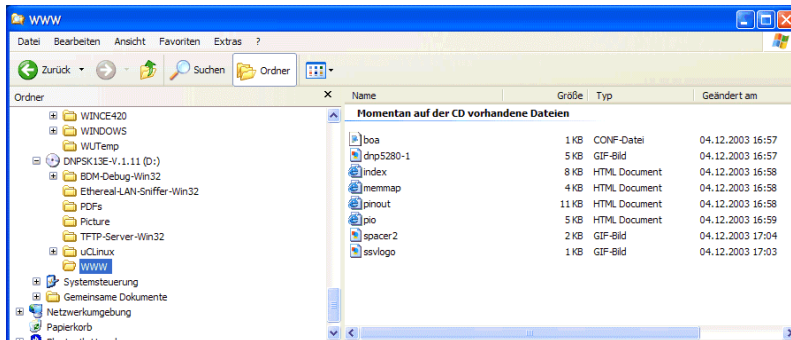 WWW
Datei Bearbeiten Ansicht Favoriten Extras ?
Zurück Suchen Ordner
Ordner x
WINCE420
WINDOWS
WUTemp
DNPSK13E-V.1.11 (D:)
BDM-Debug-Win32
Ethereal-LAN-Sniffer-Win32
PDFs
Picture
TFTP-Server-Win32
uCLinux
WWW
Systemsteuerung
Gemeinsame Dokumente
Netzwerkumgebung
Papierkorb
Name Größe Typ Geändert am
Momentan auf der CD vorhandene Dateien
boa 1 KB CONF-Datei 04.12.2003 16:57
dnp5280-1 5 KB GIF-Bild 04.12.2003 16:57
index 8 KB HTML Document 04.12.2003 16:58
memmap 4 KB HTML Document 04.12.2003 16:58
pinout 11 KB HTML Document 04.12.2003 16:58
pio 5 KB HTML Document 04.12.2003 16:59
spacer2 2 KB GIF-Bild 04.12.2003 17:04
ssvlogo 1 KB GIF-Bild 04.12.2003 17:03